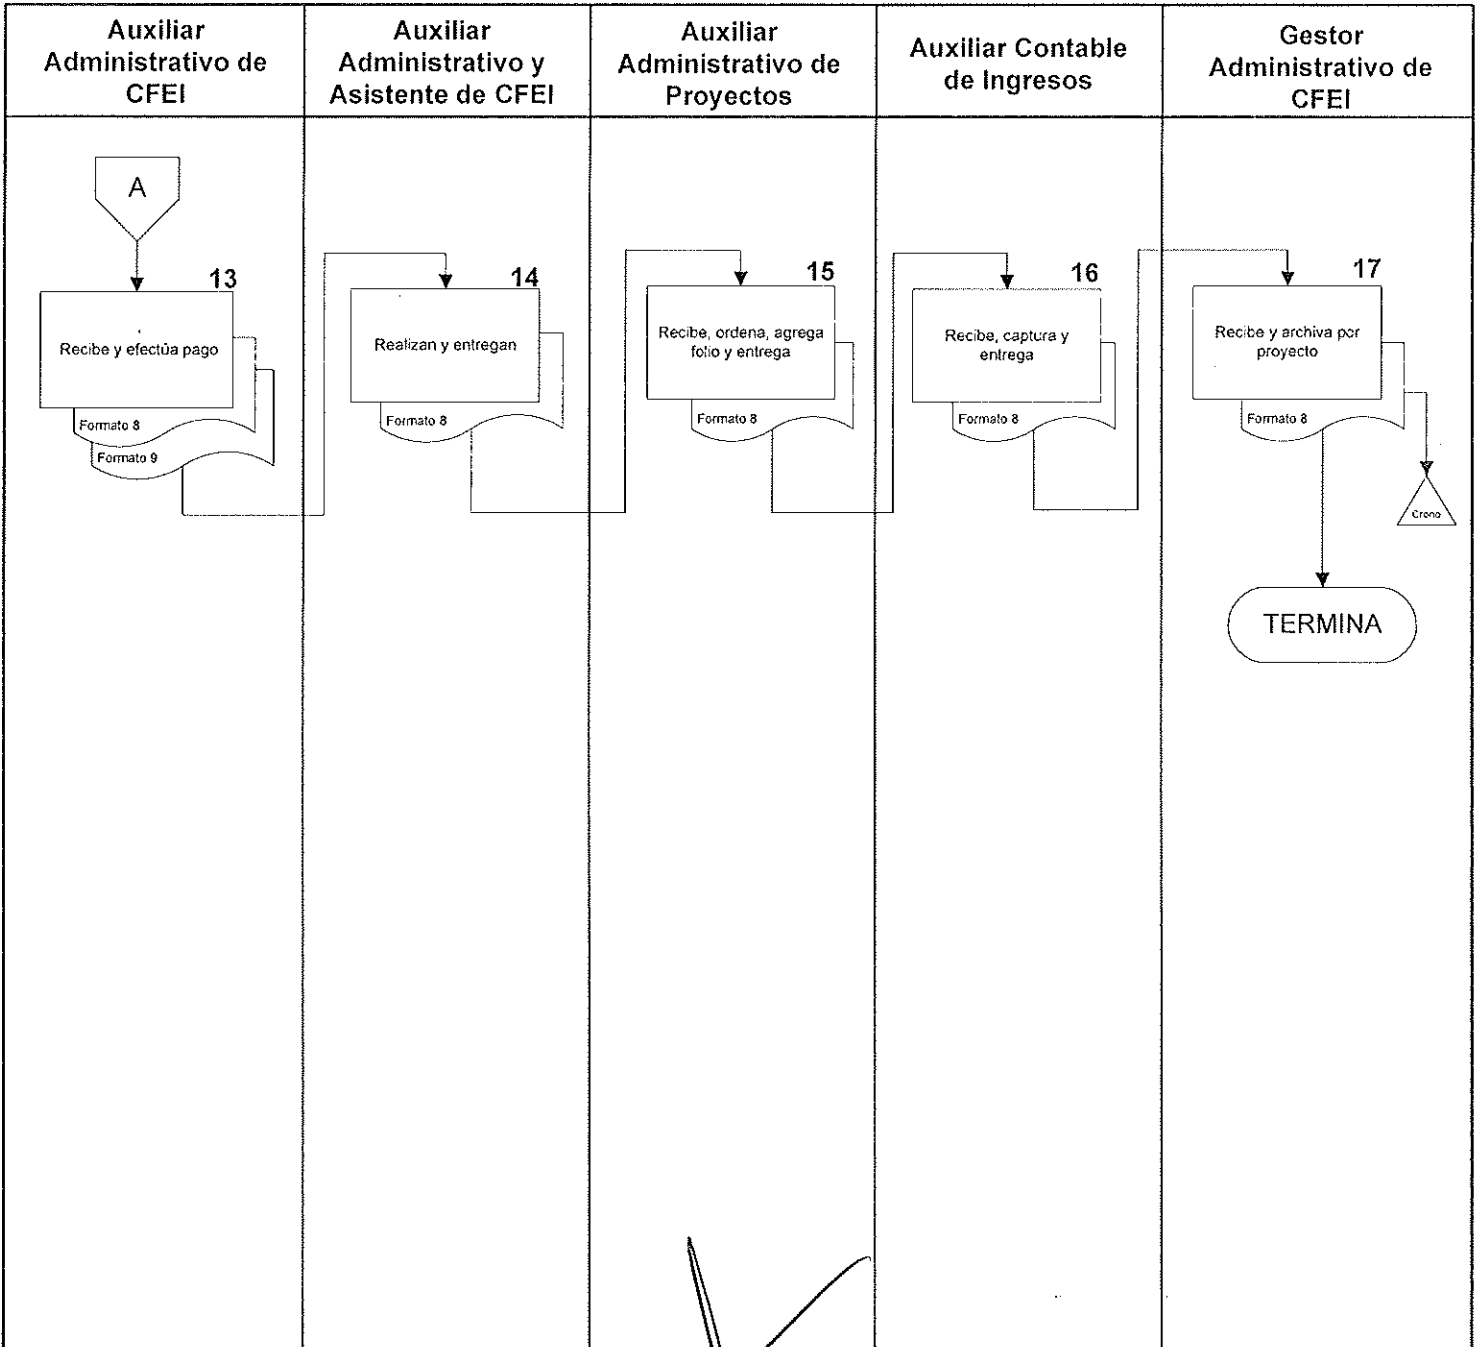 Auxiliar
Administrativo de
CFEI
Auxiliar
Administrativo y
Asistente de CFEI
Auxiliar
Administrativo de
Proyectos
Auxiliar Contable
de Ingresos
Gestor
Administrativo de
CFEI
A
13
Recibe y efectúa pago
Formato 8
Formato 9
14
Realizan y entregan
Formato 8
15
Recibe, ordena, agrega
folio y entrega
Formato 8
16
Recibe, captura y
entrega
Formato 8
17
Recibe y archiva por
proyecto
Formato 8
Crono
TERMINA